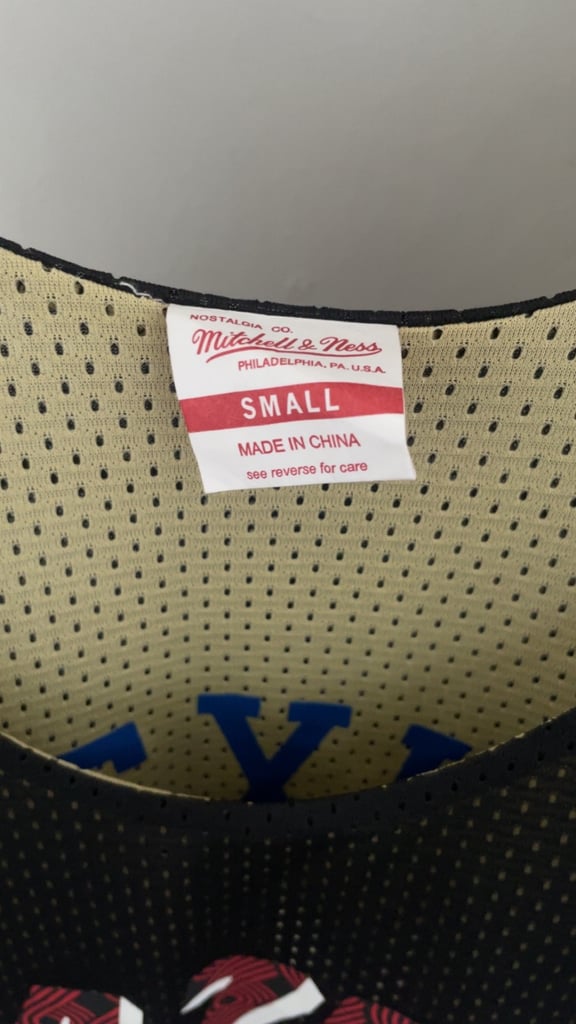 NOSTALGIA CO.
Mitchell & Ness
PHILADELPHIA, PA. U.S.A.
SMALL
MADE IN CHINA
see reverse for care
X